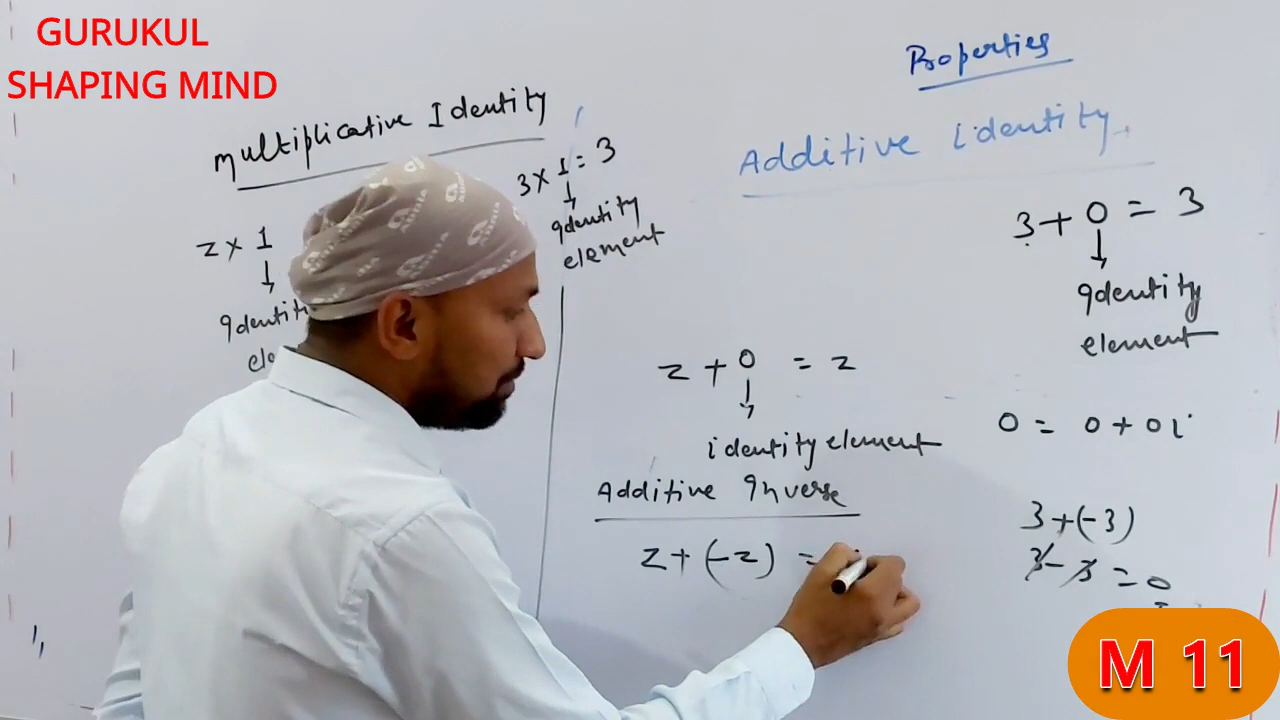 GURUKUL
SHAPING MIND
Properties
Multiplicative Identity
3 x 1 = 3
↓
Identity
element
z x 1
↓
Additive identity
3 + 0 = 3
↓
Identity
element
z + 0 = z
↓
identity element
0 = 0 + 0i
Additive Inverse
z + (-z) =
3 + (-3)
3 - 3 = 0
M 11